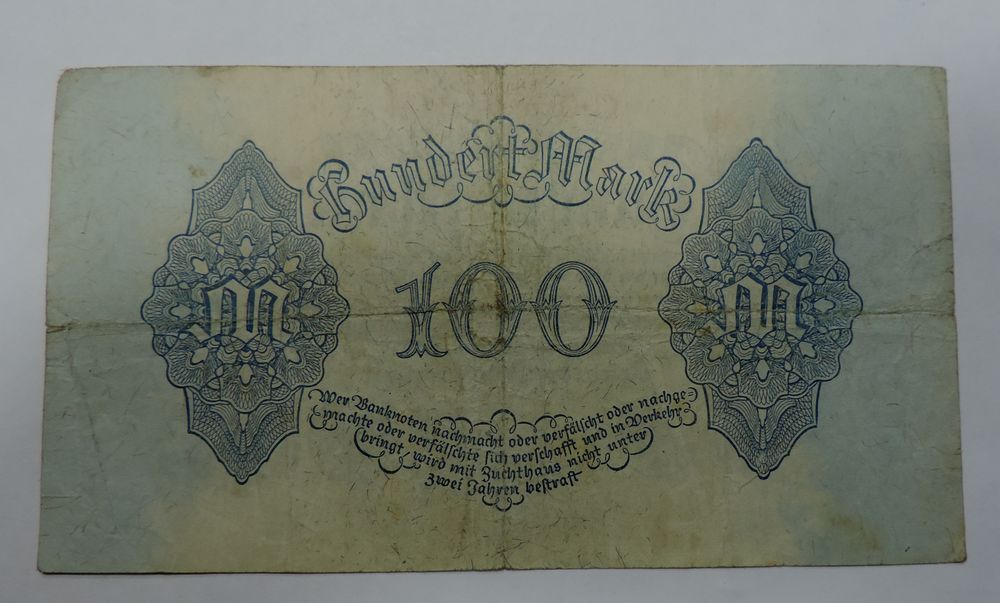 Hundert Mark
M
100
M
Wer Banknoten nachmacht oder verfälscht oder nachge-
machte oder verfälschte sich verschafft und in Verkehr
bringt, wird mit Zuchthaus nicht unter
zwei Jahren bestraft